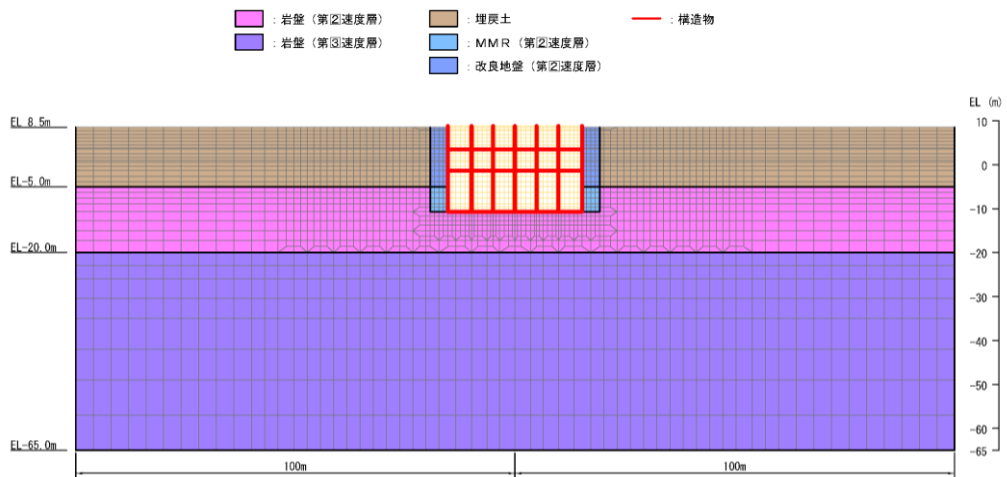 ：岩盤（第②速度層）
：埋戻土
：構造物
：岩盤（第③速度層）
：ＭＭＲ（第②速度層）
：改良地盤（第②速度層）
EL (m)
EL 8.5m
10
0
EL-5.0m
-10
EL-20.0m
-20
-30
-40
-50
-60
EL-65.0m
-65
100m
100m